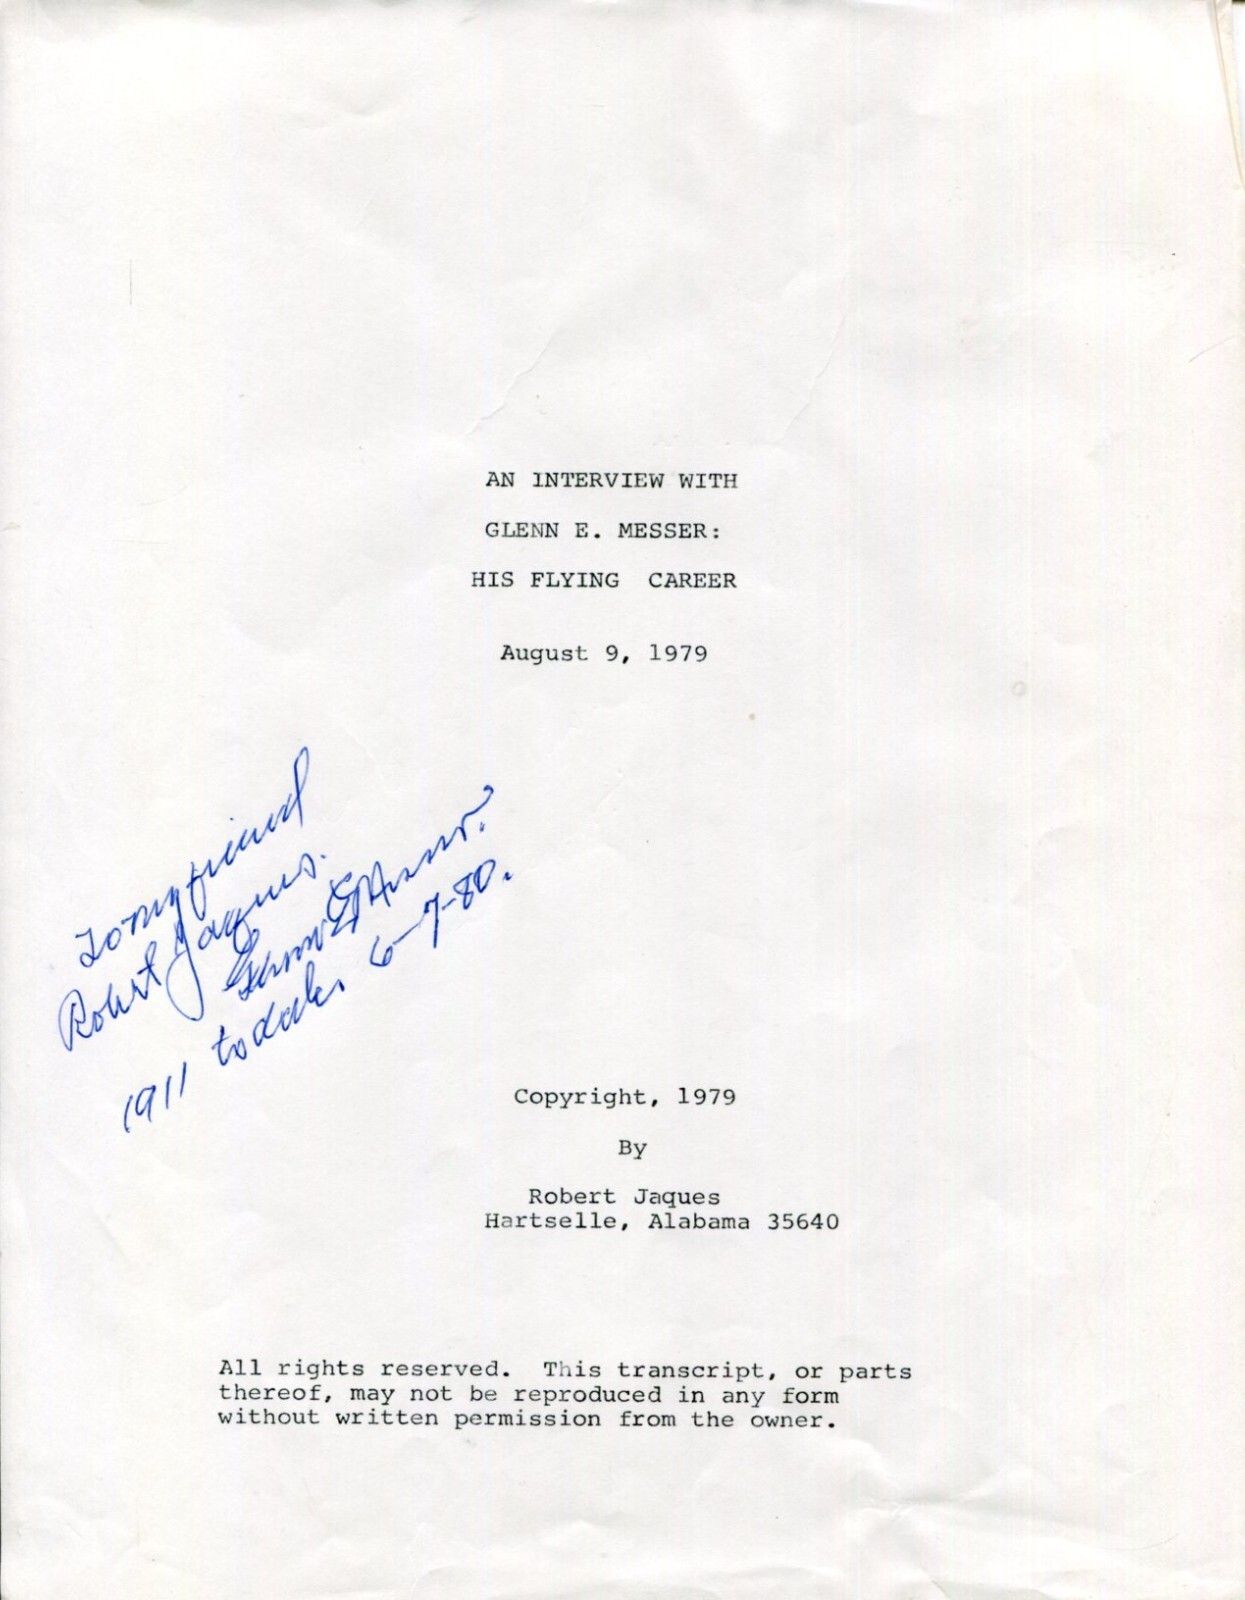 AN INTERVIEW WITH
GLENN E. MESSER:
HIS FLYING CAREER
August 9, 1979
To my friend
Robert Jaques.
Glenn E Messer.
1911 to date. 6-7-80.
Copyright, 1979
By
Robert Jaques
Hartselle, Alabama 35640
All rights reserved. This transcript, or parts
thereof, may not be reproduced in any form
without written permission from the owner.